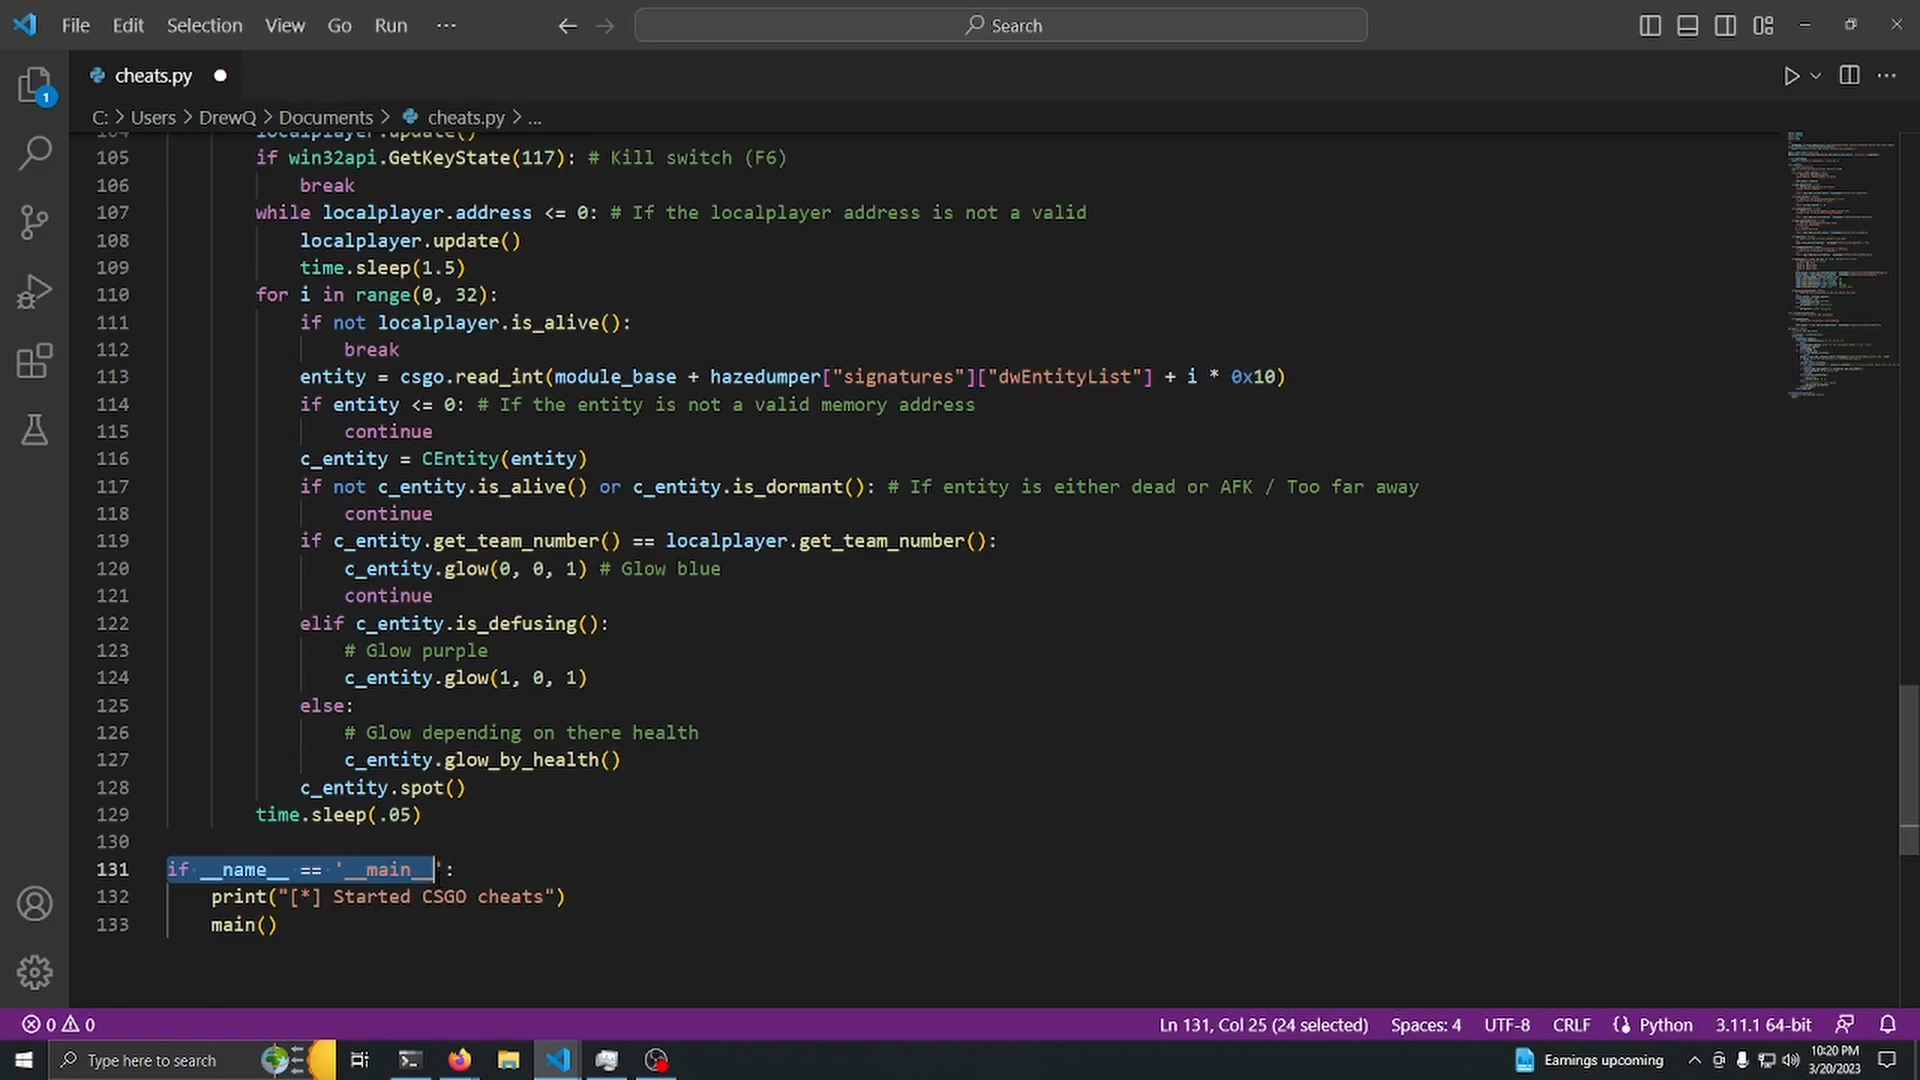 File Edit Selection View Go Run ··· Search
cheats.py
C: > Users > DrewQ > Documents > cheats.py > ...
104 localplayer.update()
105 if win32api.GetKeyState(117): # Kill switch (F6)
106 break
107 while localplayer.address <= 0: # If the localplayer address is not a valid
108 localplayer.update()
109 time.sleep(1.5)
110 for i in range(0, 32):
111 if not localplayer.is_alive():
112 break
113 entity = csgo.read_int(module_base + hazedumper["signatures"]["dwEntityList"] + i * 0x10)
114 if entity <= 0: # If the entity is not a valid memory address
115 continue
116 c_entity = CEntity(entity)
117 if not c_entity.is_alive() or c_entity.is_dormant(): # If entity is either dead or AFK / Too far away
118 continue
119 if c_entity.get_team_number() == localplayer.get_team_number():
120 c_entity.glow(0, 0, 1) # Glow blue
121 continue
122 elif c_entity.is_defusing():
123 # Glow purple
124 c_entity.glow(1, 0, 1)
125 else:
126 # Glow depending on there health
127 c_entity.glow_by_health()
128 c_entity.spot()
129 time.sleep(.05)
130
131 if __name__ == '__main__':
132 print("[*] Started CSGO cheats")
133 main()
1
0 0 Ln 131, Col 25 (24 selected) Spaces: 4 UTF-8 CRLF Python 3.11.1 64-bit
Type here to search Earnings upcoming 10:20 PM
3/20/2023